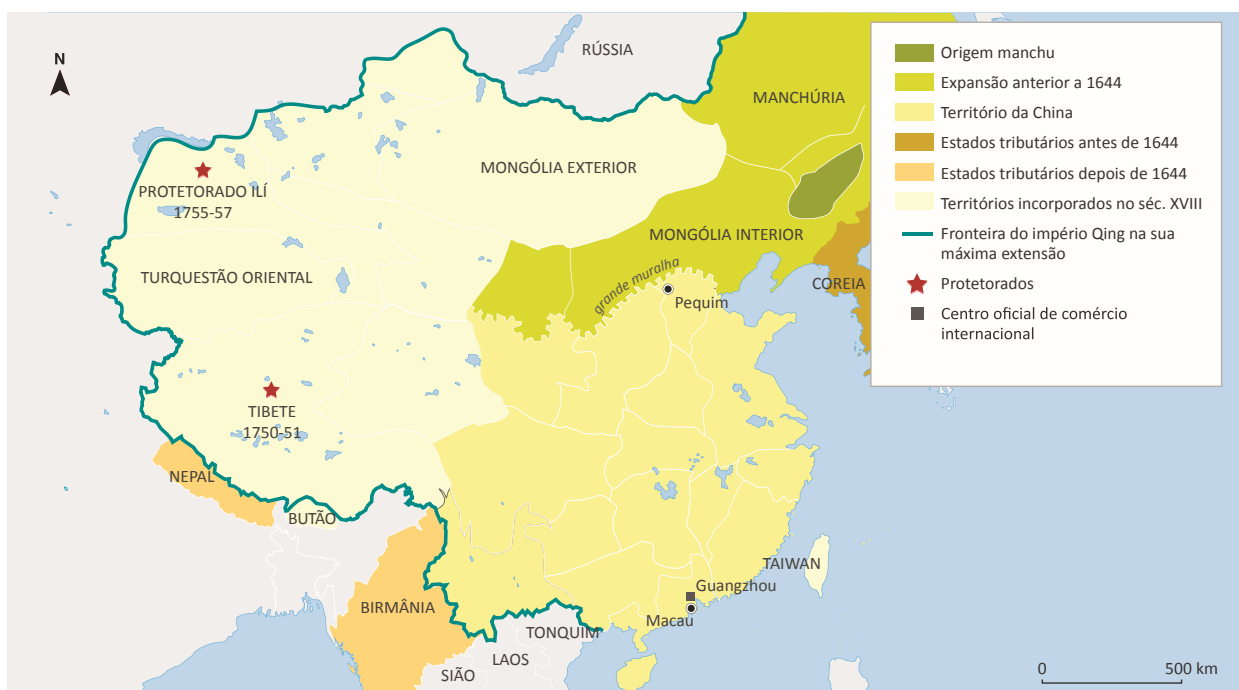 N
RÚSSIA
MANCHÚRIA
MONGÓLIA EXTERIOR
PROTETORADO ILÍ
1755-57
MONGÓLIA INTERIOR
TURQUESTÃO ORIENTAL
grande muralha
Pequim
COREIA
TIBETE
1750-51
NEPAL
BUTÃO
TAIWAN
Guangzhou
BIRMÂNIA
Macau
TONQUIM
LAOS
SIÃO
Origem manchu
Expansão anterior a 1644
Território da China
Estados tributários antes de 1644
Estados tributários depois de 1644
Territórios incorporados no séc. XVIII
Fronteira do império Qing na sua
máxima extensão
Protetorados
Centro oficial de comércio
internacional
0 500 km